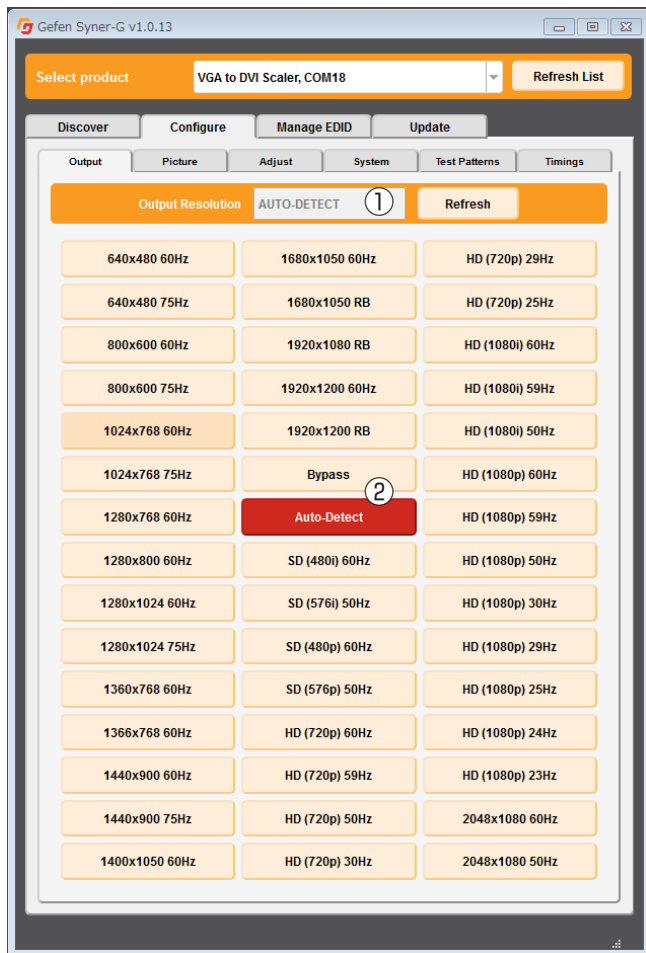 Gefen Syner-G v1.0.13
Select product VGA to DVI Scaler, COM18 Refresh List
Discover Configure Manage EDID Update
Output Picture Adjust System Test Patterns Timings
Output Resolution AUTO-DETECT ① Refresh
640x480 60Hz 1680x1050 60Hz HD (720p) 29Hz
640x480 75Hz 1680x1050 RB HD (720p) 25Hz
800x600 60Hz 1920x1080 RB HD (1080i) 60Hz
800x600 75Hz 1920x1200 60Hz HD (1080i) 59Hz
1024x768 60Hz 1920x1200 RB HD (1080i) 50Hz
1024x768 75Hz Bypass HD (1080p) 60Hz
②
1280x768 60Hz Auto-Detect HD (1080p) 59Hz
1280x800 60Hz SD (480i) 60Hz HD (1080p) 50Hz
1280x1024 60Hz SD (576i) 50Hz HD (1080p) 30Hz
1280x1024 75Hz SD (480p) 60Hz HD (1080p) 29Hz
1360x768 60Hz SD (576p) 50Hz HD (1080p) 25Hz
1366x768 60Hz HD (720p) 60Hz HD (1080p) 24Hz
1440x900 60Hz HD (720p) 59Hz HD (1080p) 23Hz
1440x900 75Hz HD (720p) 50Hz 2048x1080 60Hz
1400x1050 60Hz HD (720p) 30Hz 2048x1080 50Hz